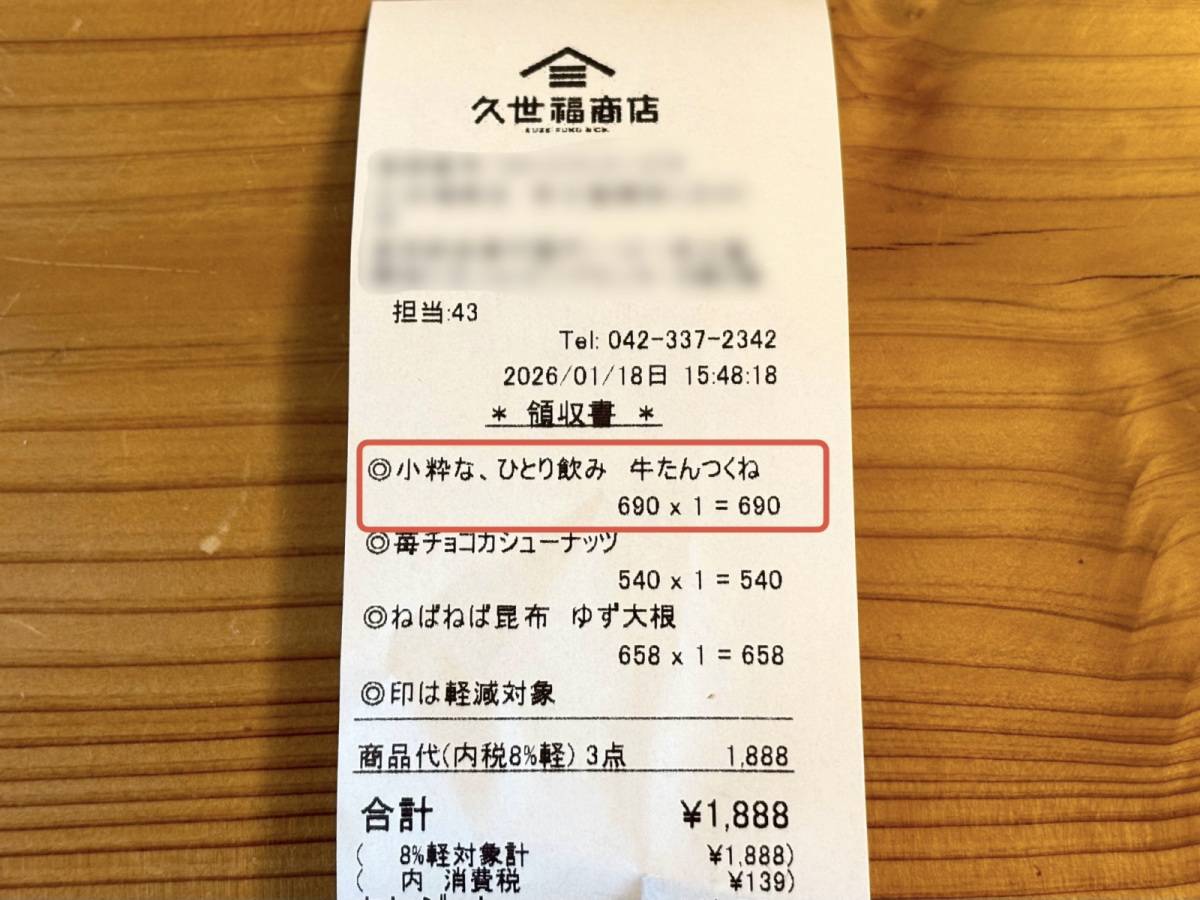 久世福商店
KUZE FUKU & CO.
担当:43
Tel: 042-337-2342
2026/01/18日 15:48:18
* 領収書 *
◎小粋な、ひとり飲み 牛たんつくね
690 x 1 = 690
◎苺チョコカシューナッツ
540 x 1 = 540
◎ねばねば昆布 ゆず大根
658 x 1 = 658
◎印は軽減対象
商品代(内税8%軽) 3点 1,888
合計 ¥1,888
( 8%軽対象計 ¥1,888)
( 内 消費税 ¥139)